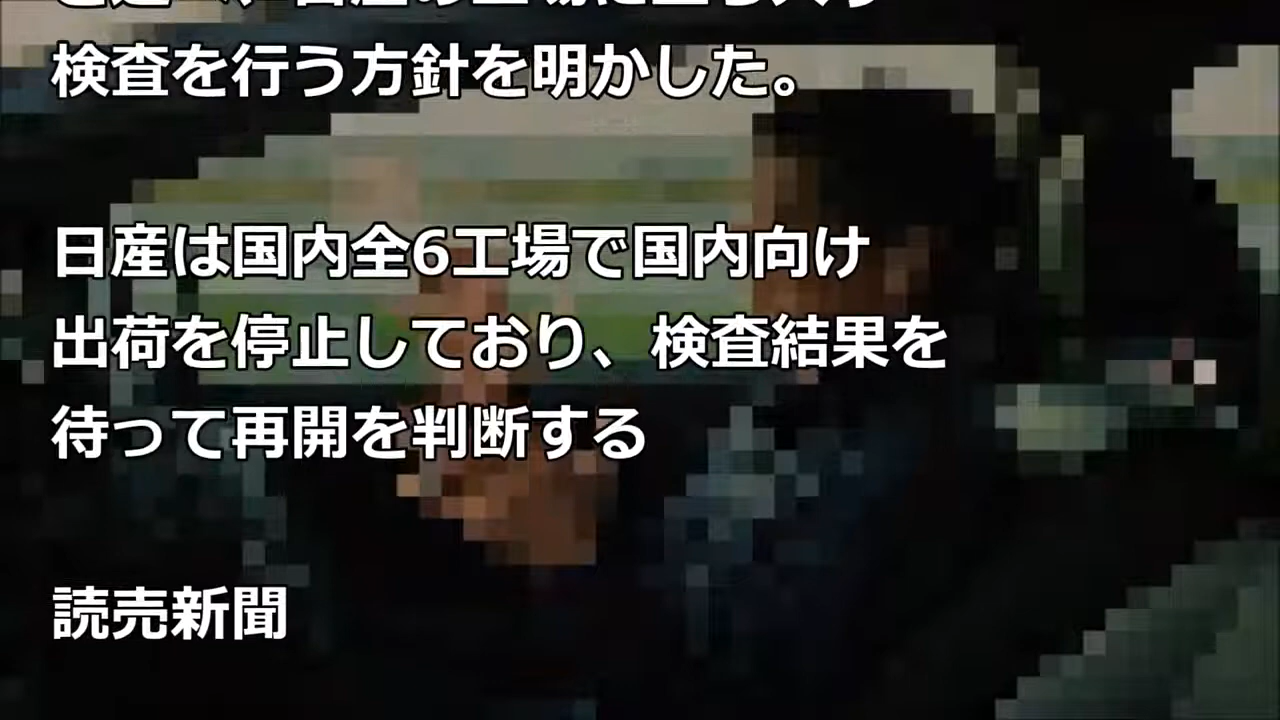 検査を行う方針を明かした。
日産は国内全6工場で国内向け
出荷を停止しており、検査結果を
待って再開を判断する
読売新聞